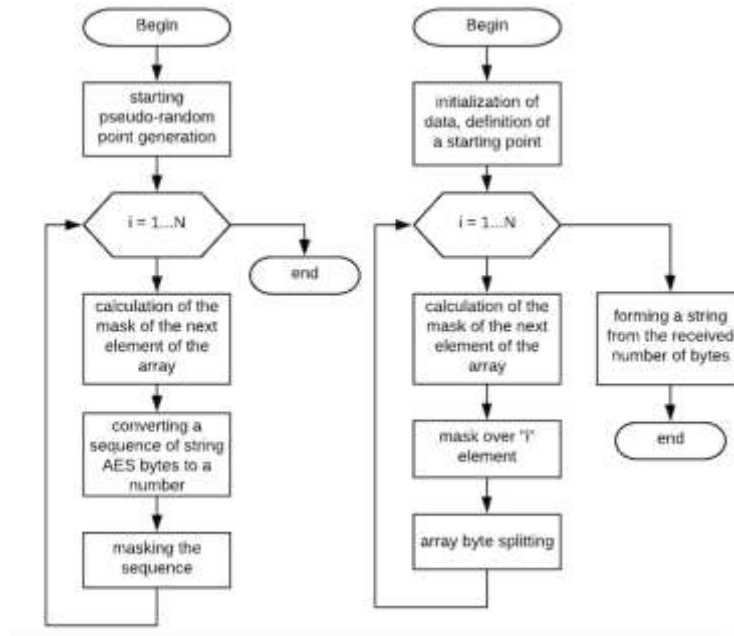 Begin
starting
pseudo-random
point generation
i = 1...N
end
calculation of the
mask of the next
element of the
array
converting a
sequence of string
AES bytes to a
number
masking the
sequence
Begin
initialization of
data, definition of
a starting point
i = 1...N
calculation of the
mask of the next
element of the
array
forming a string
from the received
number of bytes
end
mask over "i"
element
array byte splitting